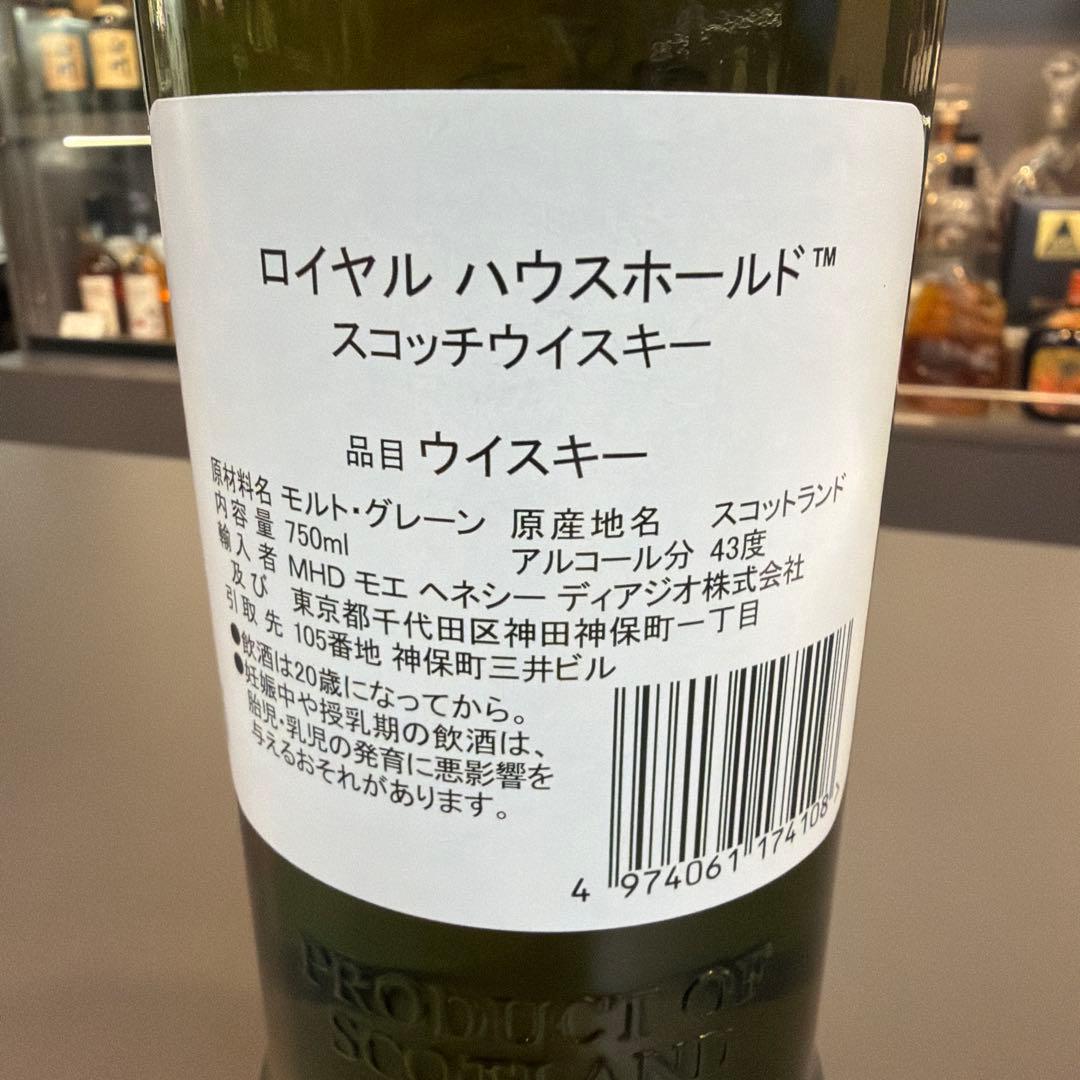 ロイヤル ハウスホールド™
スコッチウイスキー
品目 ウイスキー
原材料名 モルト・グレーン 原産地名 スコットランド
内容量 750ml アルコール分 43度
輸入者 MHD モエ ヘネシー ディアジオ株式会社
及び 東京都千代田区神田神保町一丁目
引取先 105番地 神保町三井ビル
●飲酒は20歳になってから。
●妊娠中や授乳期の飲酒は、
胎児・乳児の発育に悪影響を
与えるおそれがあります。
4 974061 174108 >
PRODUCT OF
SCOTLAND